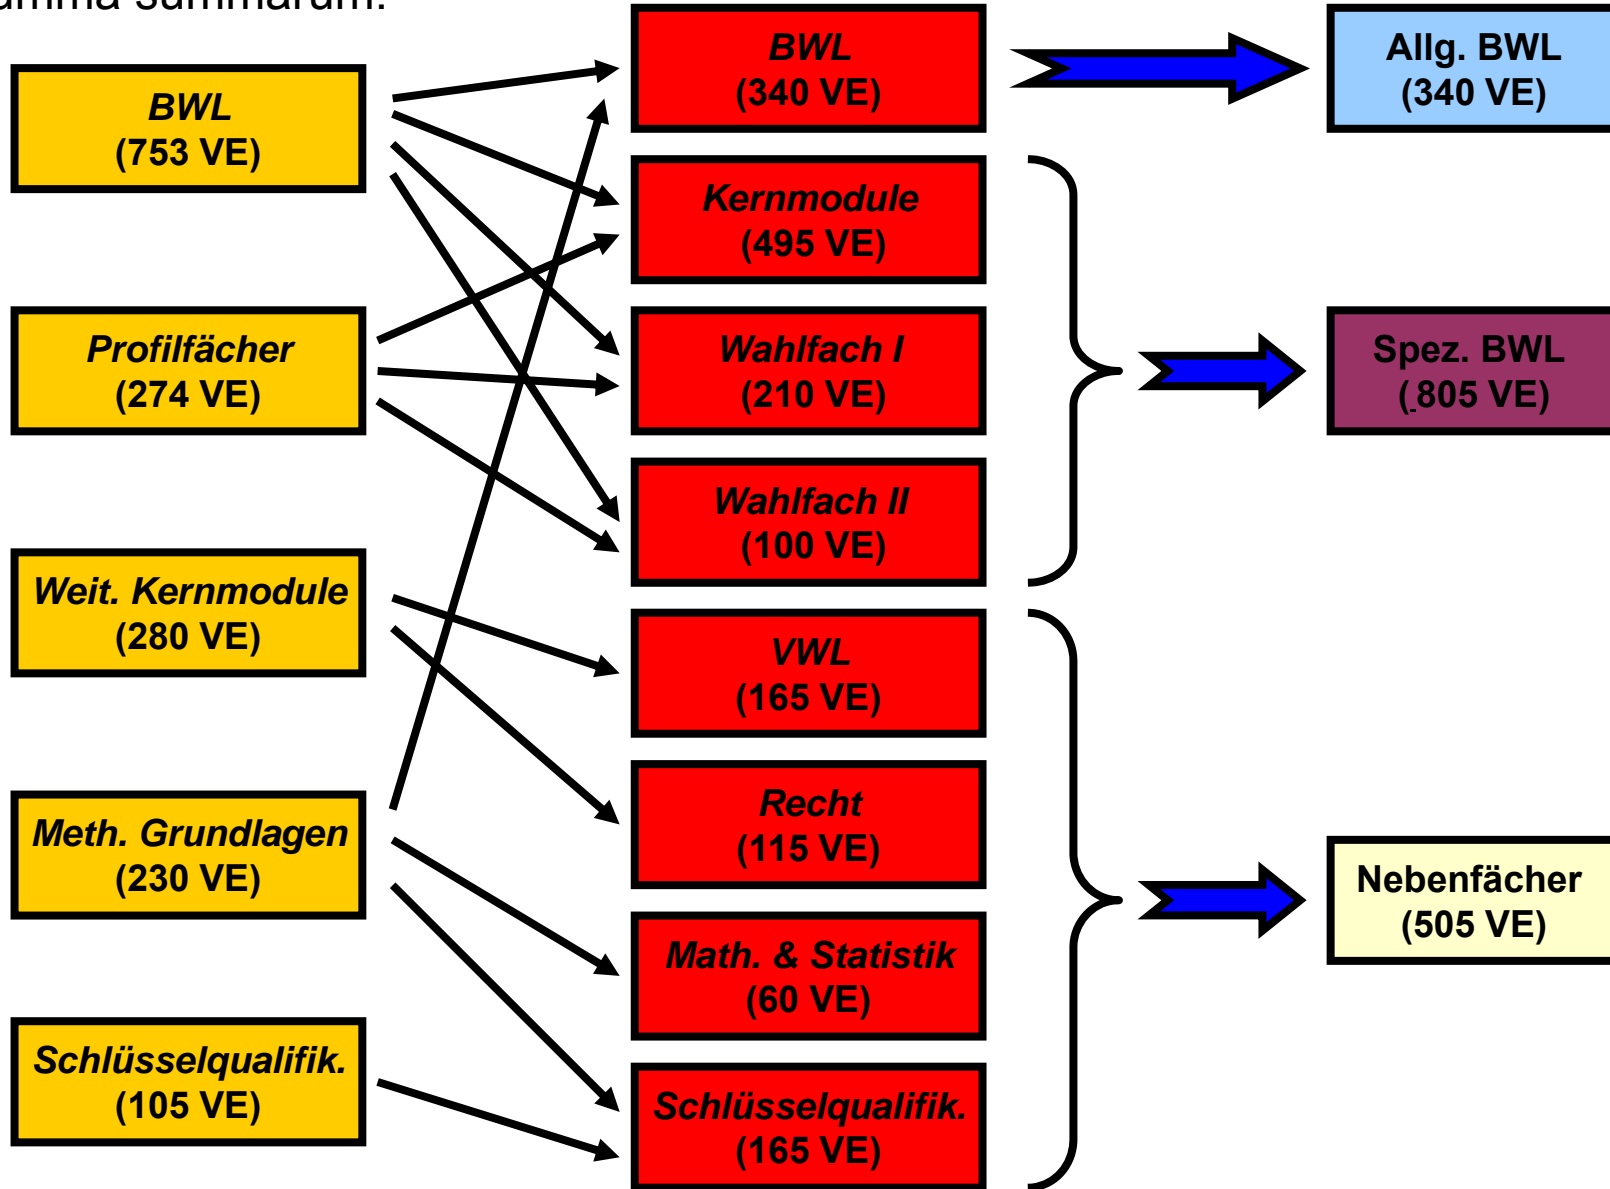 umma summarum:
BWL
(753 VE)
Profilfächer
(274 VE)
Weit. Kernmodule
(280 VE)
Meth. Grundlagen
(230 VE)
Schlüsselqualifik.
(105 VE)
BWL
(340 VE)
Kernmodule
(495 VE)
Wahlfach I
(210 VE)
Wahlfach II
(100 VE)
VWL
(165 VE)
Recht
(115 VE)
Math. & Statistik
(60 VE)
Schlüsselqualifik.
(165 VE)
Allg. BWL
(340 VE)
Spez. BWL
( 805 VE)
Nebenfächer
(505 VE)